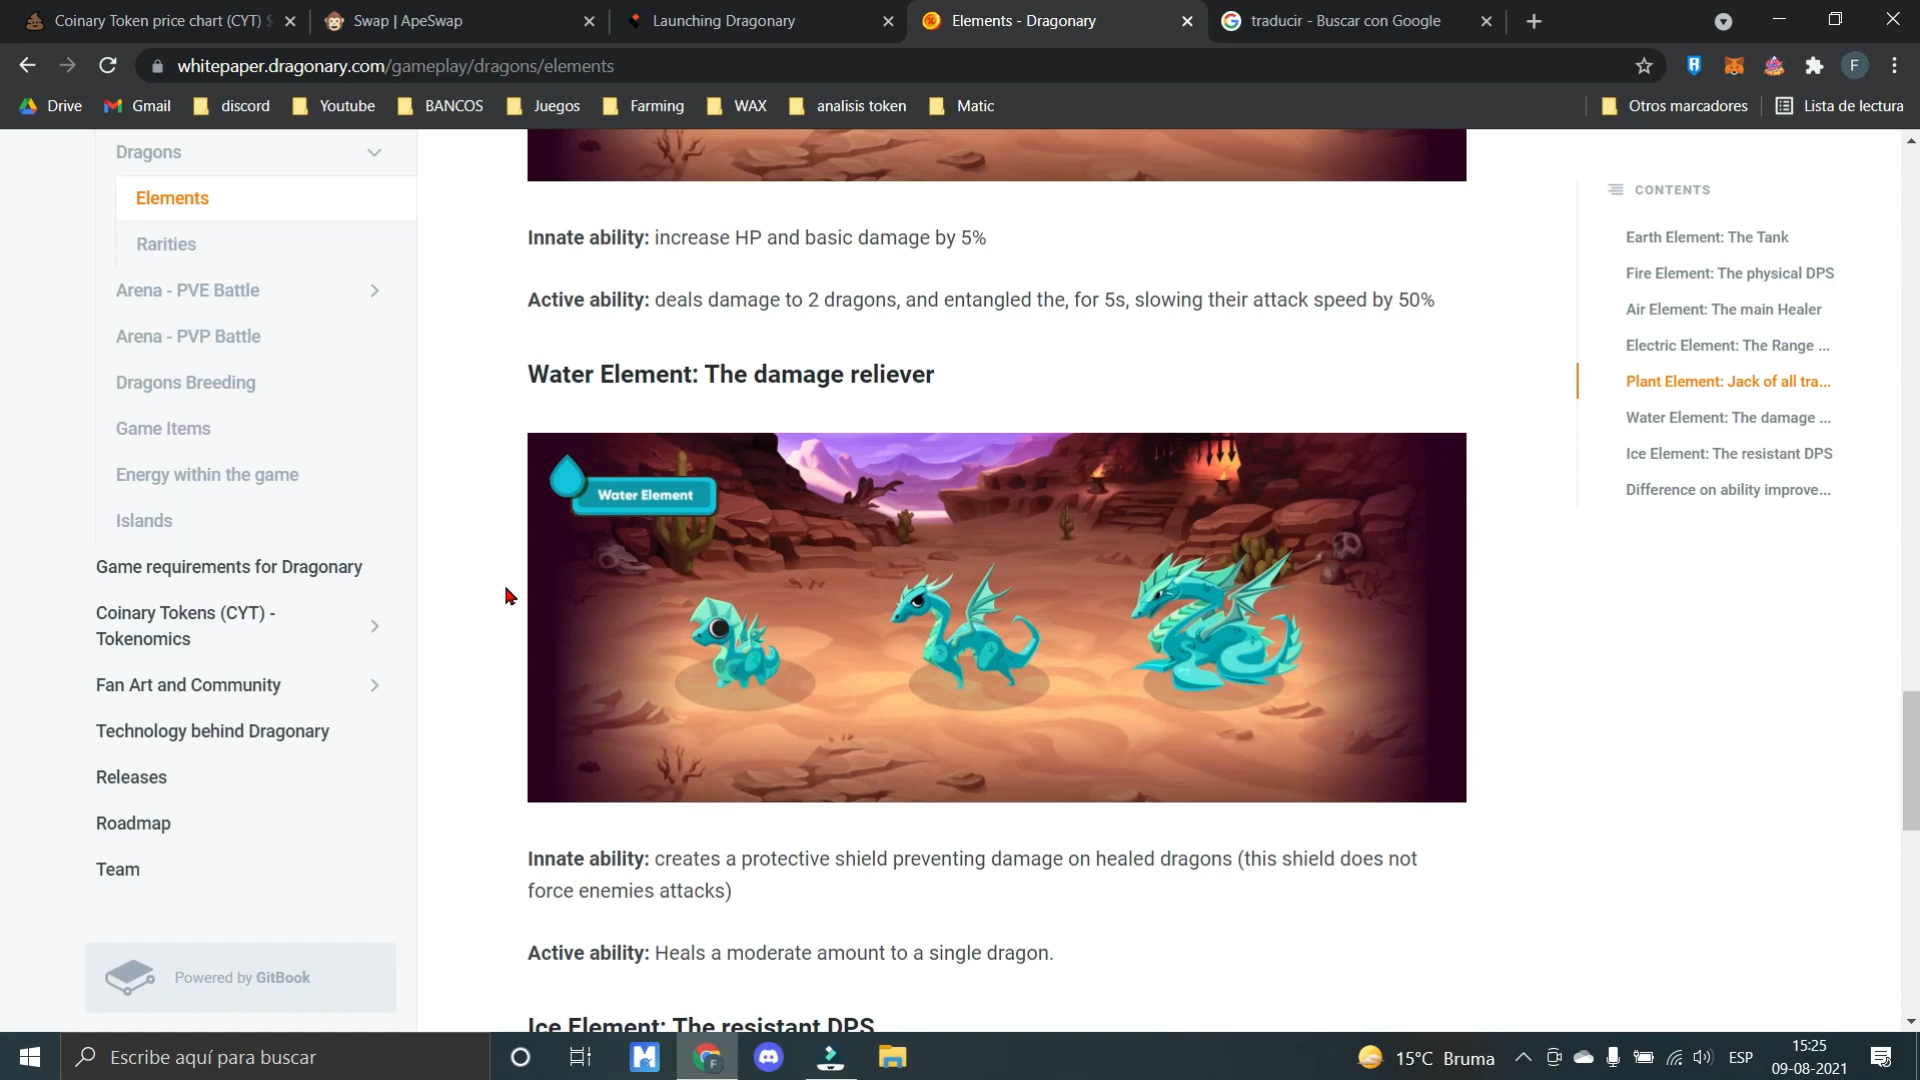 Coinary Token price chart (CYT) $
Swap | ApeSwap
Launching Dragonary
Elements - Dragonary
traducir - Buscar con Google
whitepaper.dragonary.com/gameplay/dragons/elements
F
Drive
Gmail
discord
Youtube
BANCOS
Juegos
Farming
WAX
analisis token
Matic
Otros marcadores
Lista de lectura
Dragons
Elements
Rarities
Arena - PVE Battle
Arena - PVP Battle
Dragons Breeding
Game Items
Energy within the game
Islands
Game requirements for Dragonary
Coinary Tokens (CYT) -
Tokenomics
Fan Art and Community
Technology behind Dragonary
Releases
Roadmap
Team
Powered by GitBook
Innate ability: increase HP and basic damage by 5%
Active ability: deals damage to 2 dragons, and entangled the, for 5s, slowing their attack speed by 50%
Water Element: The damage reliever
Water Element
Innate ability: creates a protective shield preventing damage on healed dragons (this shield does not
force enemies attacks)
Active ability: Heals a moderate amount to a single dragon.
Ice Element: The resistant DPS
CONTENTS
Earth Element: The Tank
Fire Element: The physical DPS
Air Element: The main Healer
Electric Element: The Range ...
Plant Element: Jack of all tra...
Water Element: The damage ...
Ice Element: The resistant DPS
Difference on ability improve...
Escribe aquí para buscar
15°C Bruma
ESP
15:25
09-08-2021